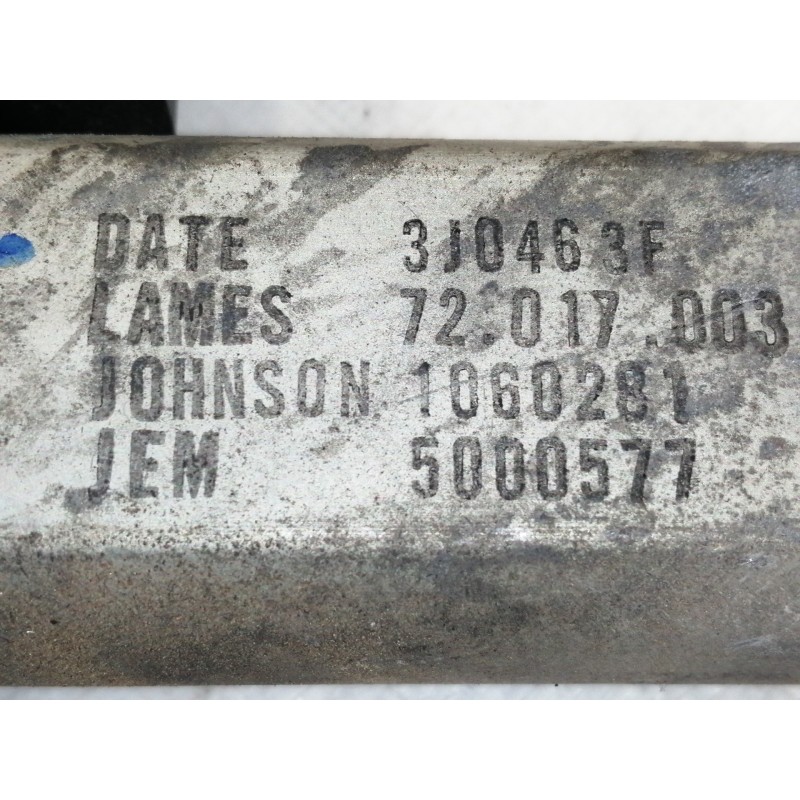 DATE 3J0463F
LAMES 72.017.003
JOHNSON 1060281
JEM 5000577